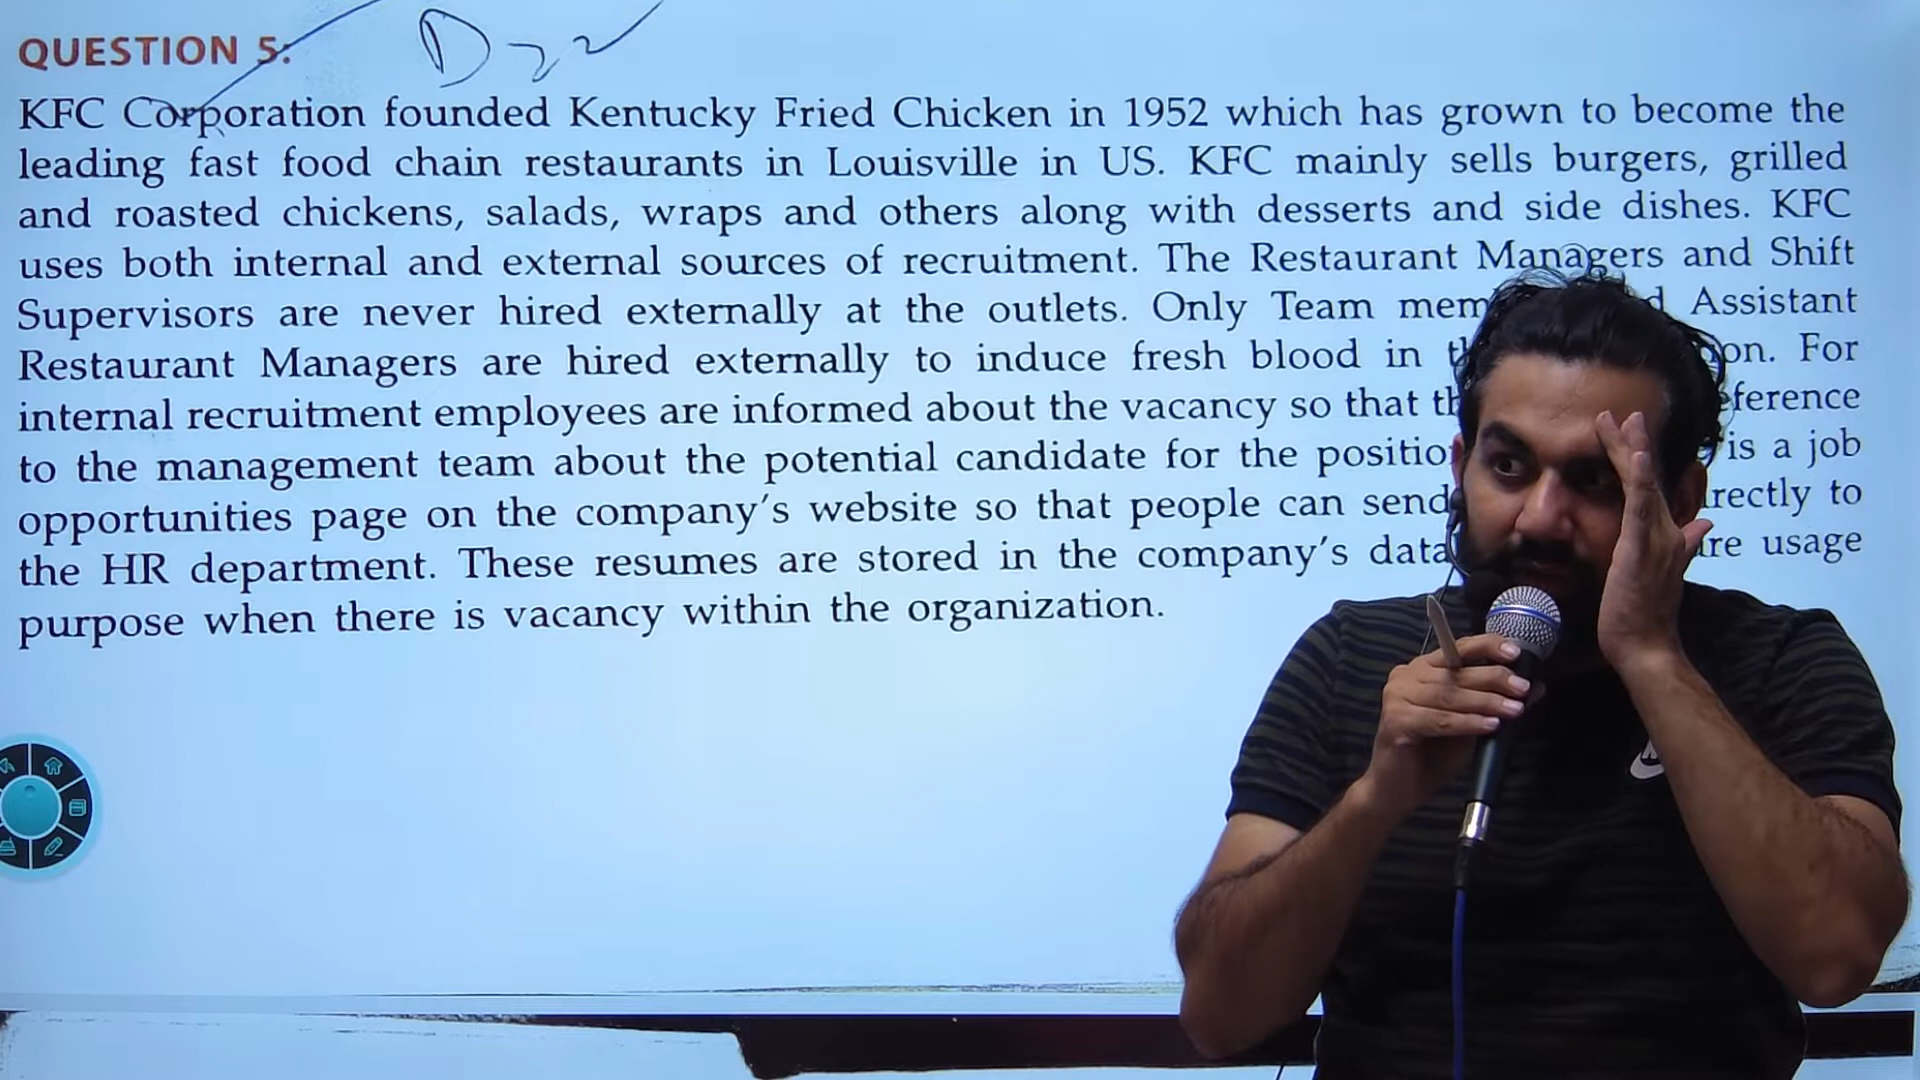 QUESTION 5:
KFC Corporation founded Kentucky Fried Chicken in 1952 which has grown to become the
leading fast food chain restaurants in Louisville in US. KFC mainly sells burgers, grilled
and roasted chickens, salads, wraps and others along with desserts and side dishes. KFC
uses both internal and external sources of recruitment. The Restaurant Managers and Shift
Supervisors are never hired externally at the outlets. Only Team Assistant
Restaurant Managers are hired externally to induce fresh blood in For
internal recruitment employees are informed about the vacancy so that
to the management team about the potential candidate for the is a job
opportunities page on the company's website so that people can send to
the HR department. These resumes are stored in the company's usage
purpose when there is vacancy within the organization.